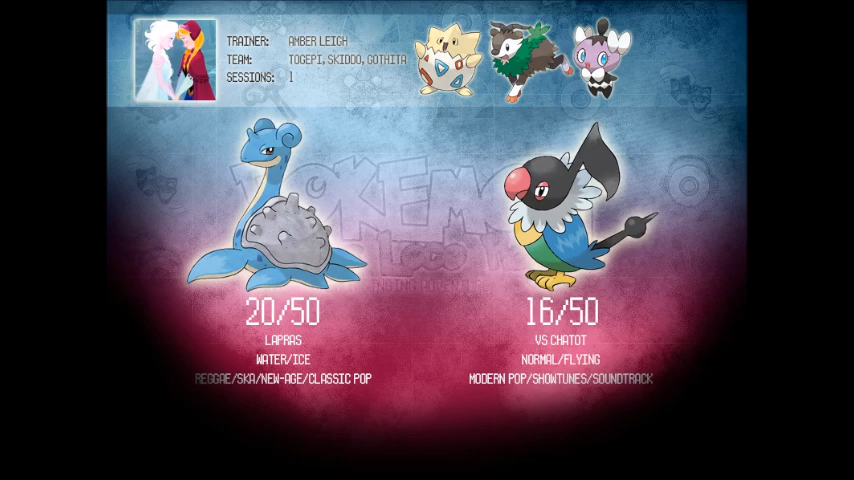 TRAINER: AMBER LEIGH
TEAM: TOGEPI, SKIDDO, GOTHITA
SESSIONS: 1
POKEMON
20/50
LAPRAS
WATER/ICE
REGGAE/SKA/NEW-AGE/CLASSIC POP
16/50
VS CHATOT
NORMAL/FLYING
MODERN POP/SHOWTUNES/SOUNDTRACK